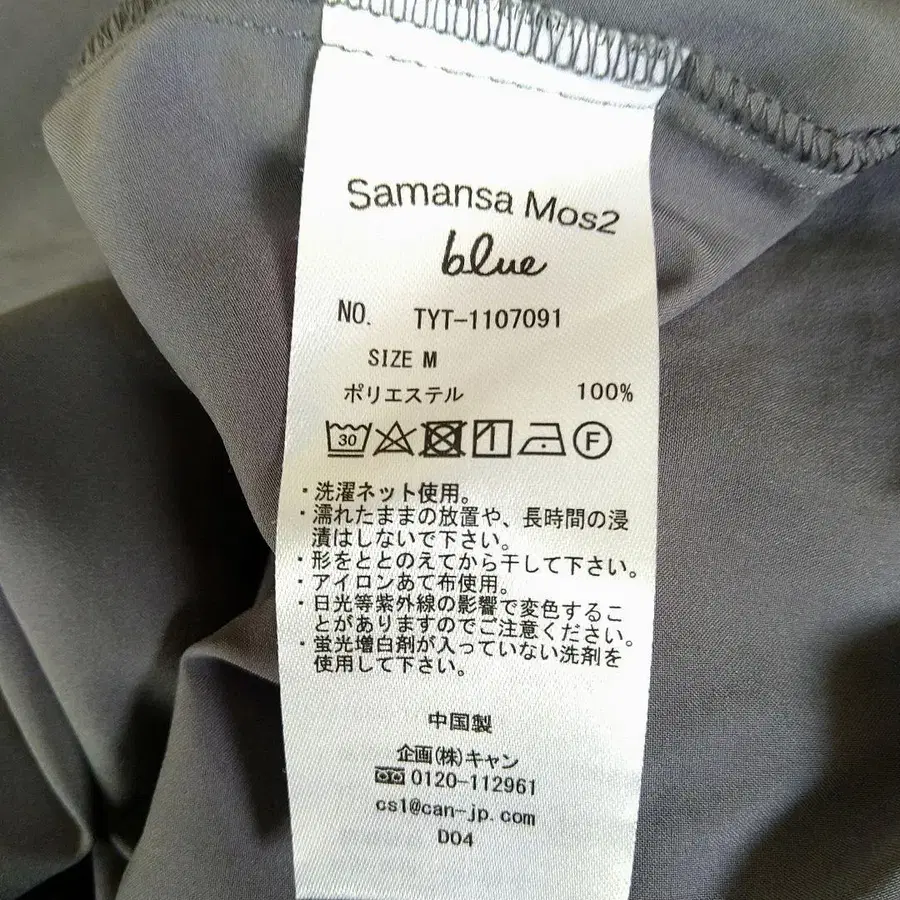 Samansa Mos2
blue
NO. TYT-1107091
SIZE M
ポリエステル 100%
30 F
・洗濯ネット使用。
・濡れたままの放置や、長時間の浸
漬はしないで下さい。
・形をととのえてから干して下さい。
・アイロンあて布使用。
・日光等紫外線の影響で変色するこ
とがありますのでご注意ください。
・蛍光増白剤が入っていない洗剤を
使用して下さい。
中国製
企画(株)キャン
0120-112961
cs1@can-jp.com
D04